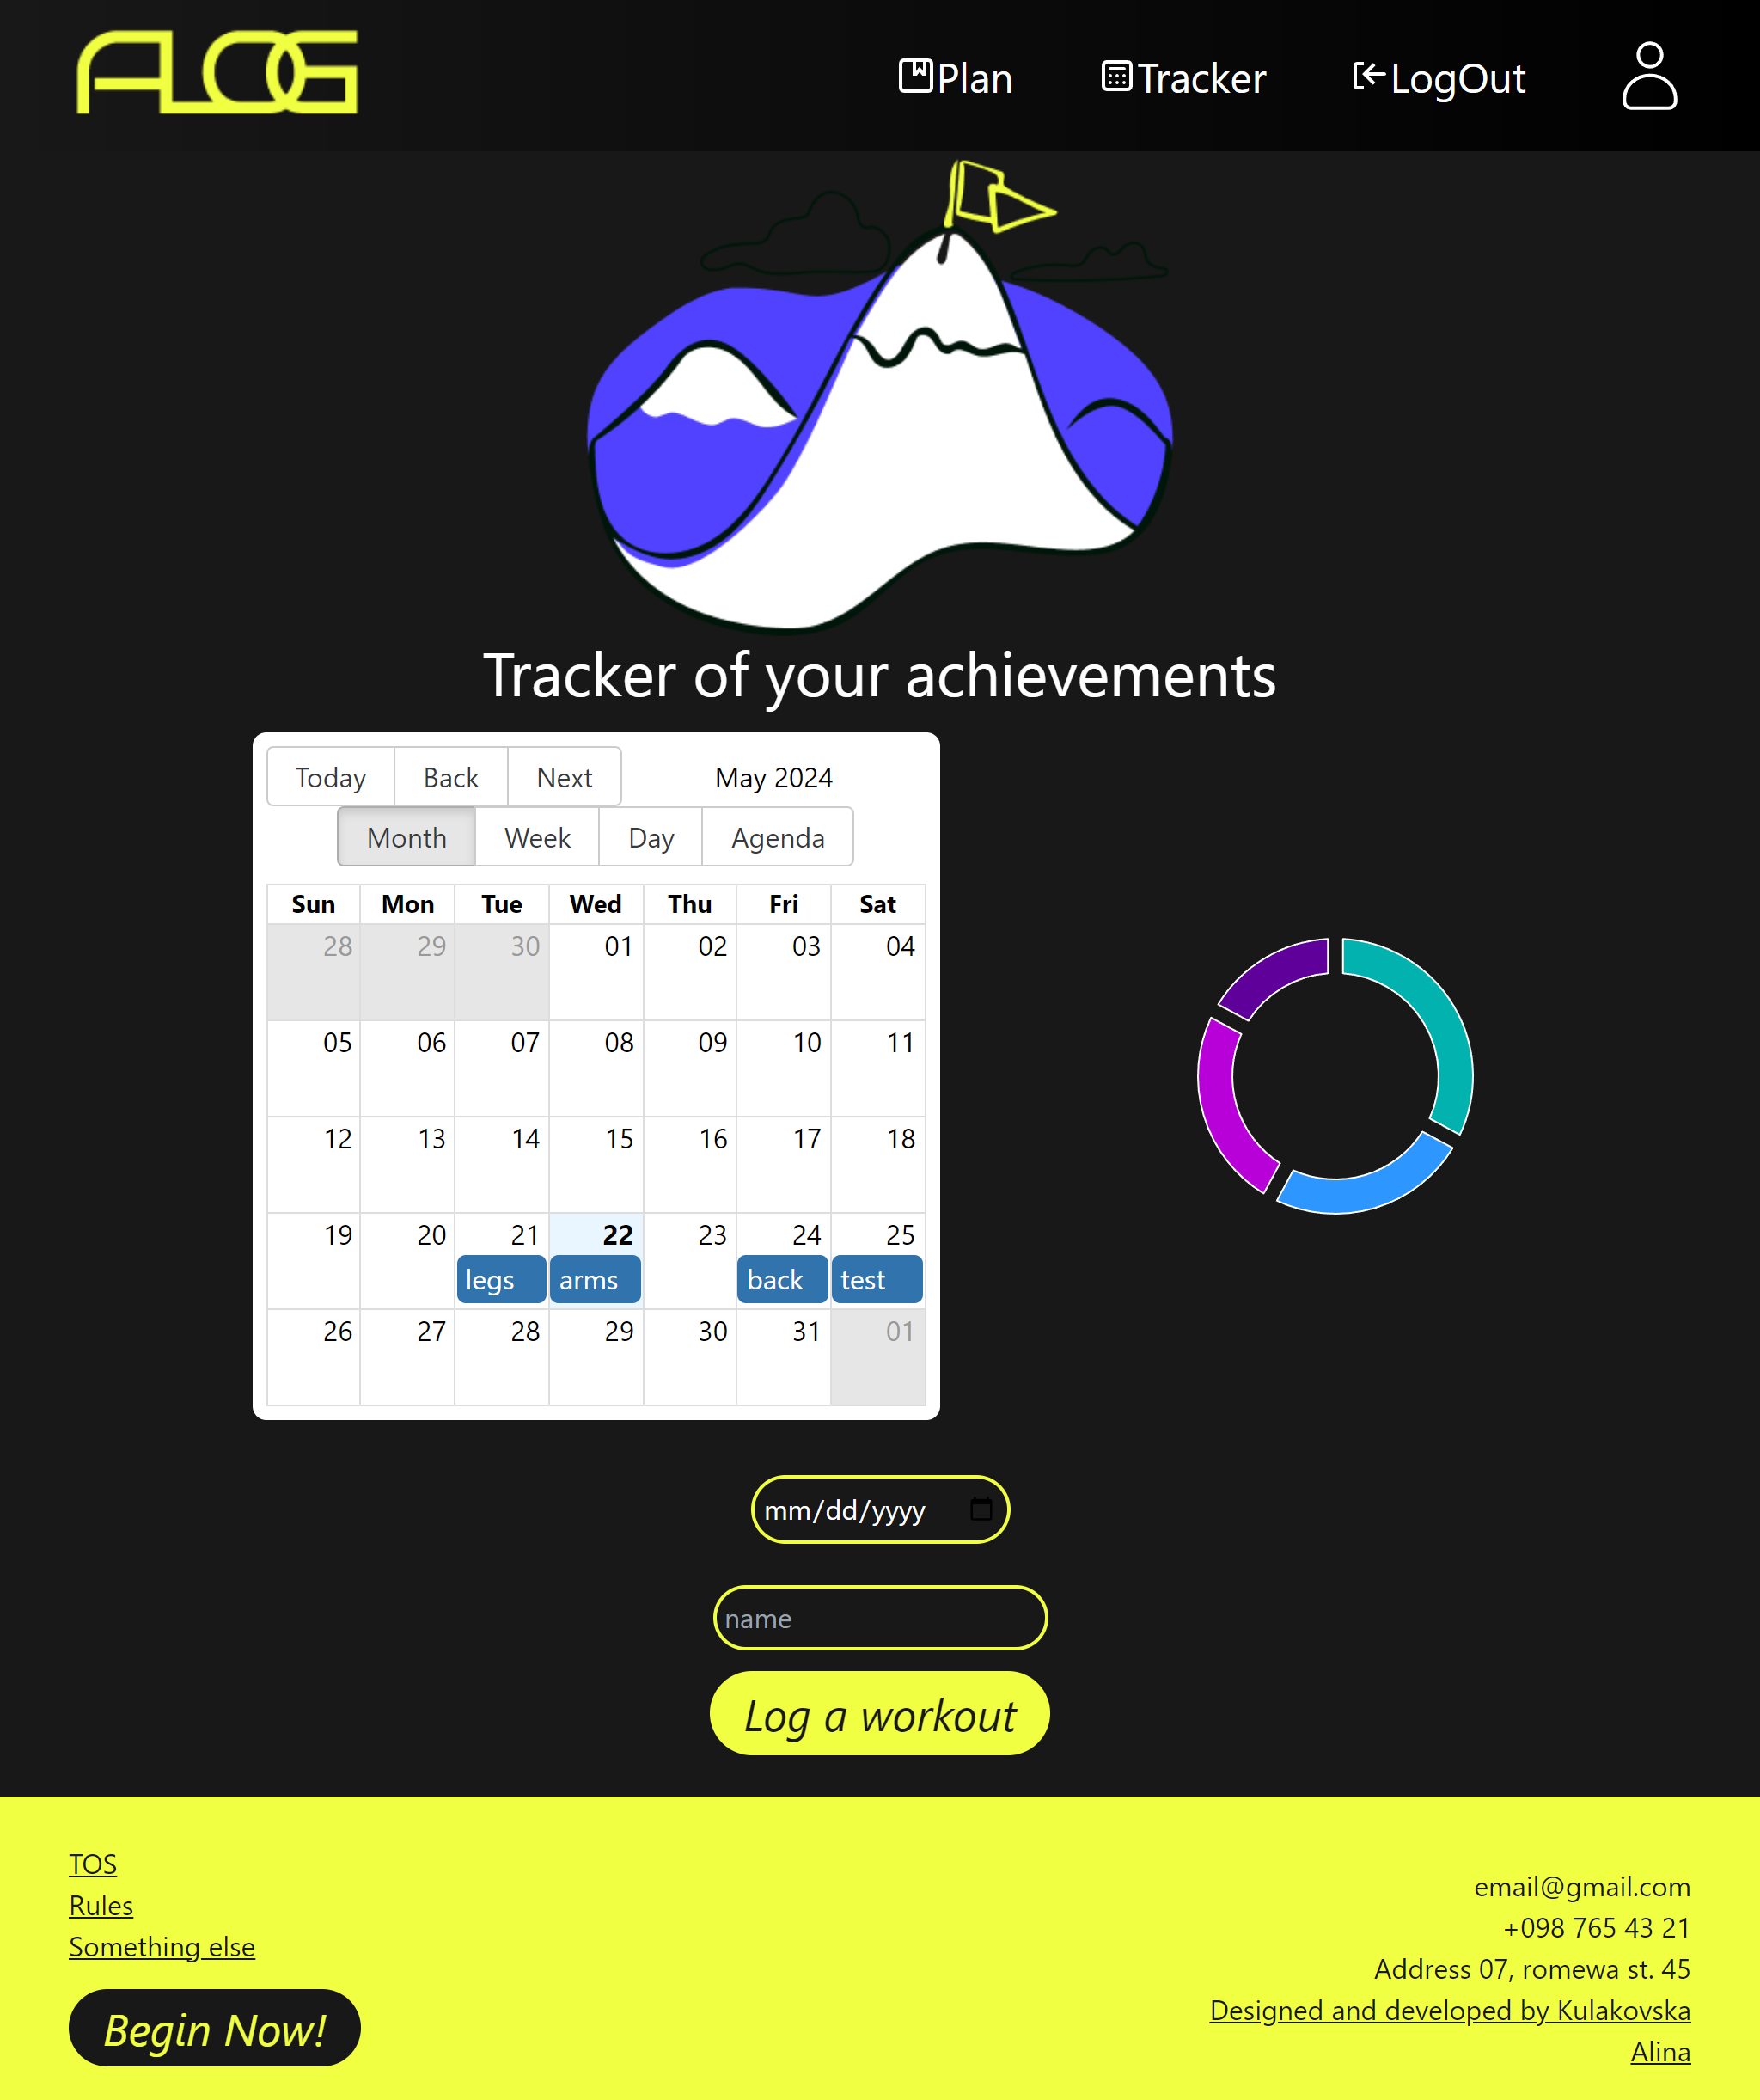 ALOG
Plan Tracker LogOut
Tracker of your achievements
Today Back Next May 2024
Month Week Day Agenda
Sun Mon Tue Wed Thu Fri Sat
28 29 30 01 02 03 04
05 06 07 08 09 10 11
12 13 14 15 16 17 18
19 20 21 22 23 24 25
legs arms back test
26 27 28 29 30 31 01
mm/dd/yyyy
name
Log a workout
TOS
Rules
Something else
Begin Now!
email@gmail.com
+098 765 43 21
Address 07, romewa st. 45
Designed and developed by Kulakovska
Alina